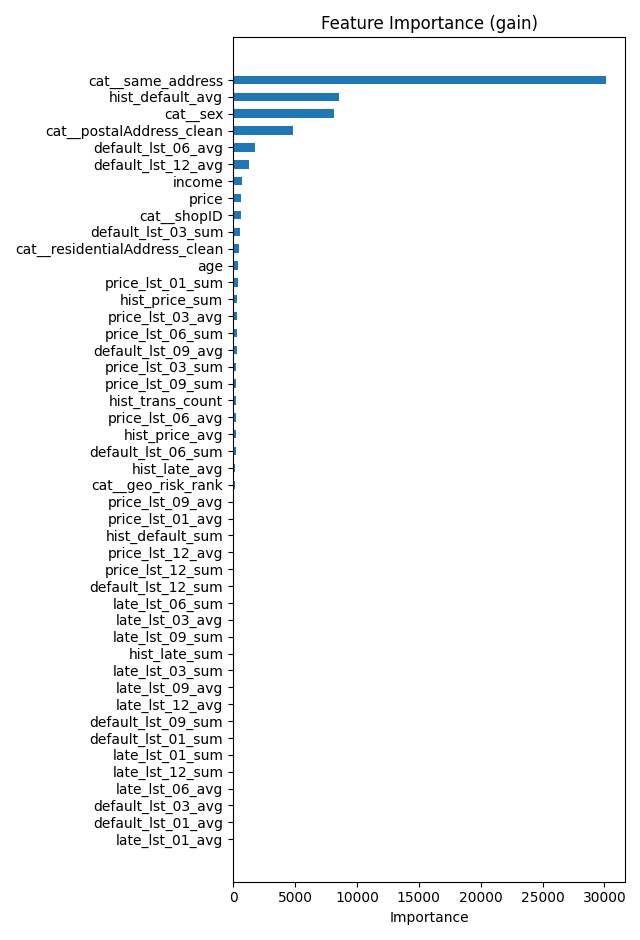 Feature Importance (gain)
cat__same_address
hist_default_avg
cat__sex
cat__postalAddress_clean
default_lst_06_avg
default_lst_12_avg
income
price
cat__shopID
default_lst_03_sum
cat__residentialAddress_clean
age
price_lst_01_sum
hist_price_sum
price_lst_03_avg
price_lst_06_sum
default_lst_09_avg
price_lst_03_sum
price_lst_09_sum
hist_trans_count
price_lst_06_avg
hist_price_avg
default_lst_06_sum
hist_late_avg
cat__geo_risk_rank
price_lst_09_avg
price_lst_01_avg
hist_default_sum
price_lst_12_avg
price_lst_12_sum
default_lst_12_sum
late_lst_06_sum
late_lst_03_avg
late_lst_09_sum
hist_late_sum
late_lst_03_sum
late_lst_09_avg
late_lst_12_avg
default_lst_09_sum
default_lst_01_sum
late_lst_01_sum
late_lst_12_sum
late_lst_06_avg
default_lst_03_avg
default_lst_01_avg
late_lst_01_avg
0 5000 10000 15000 20000 25000 30000
Importance